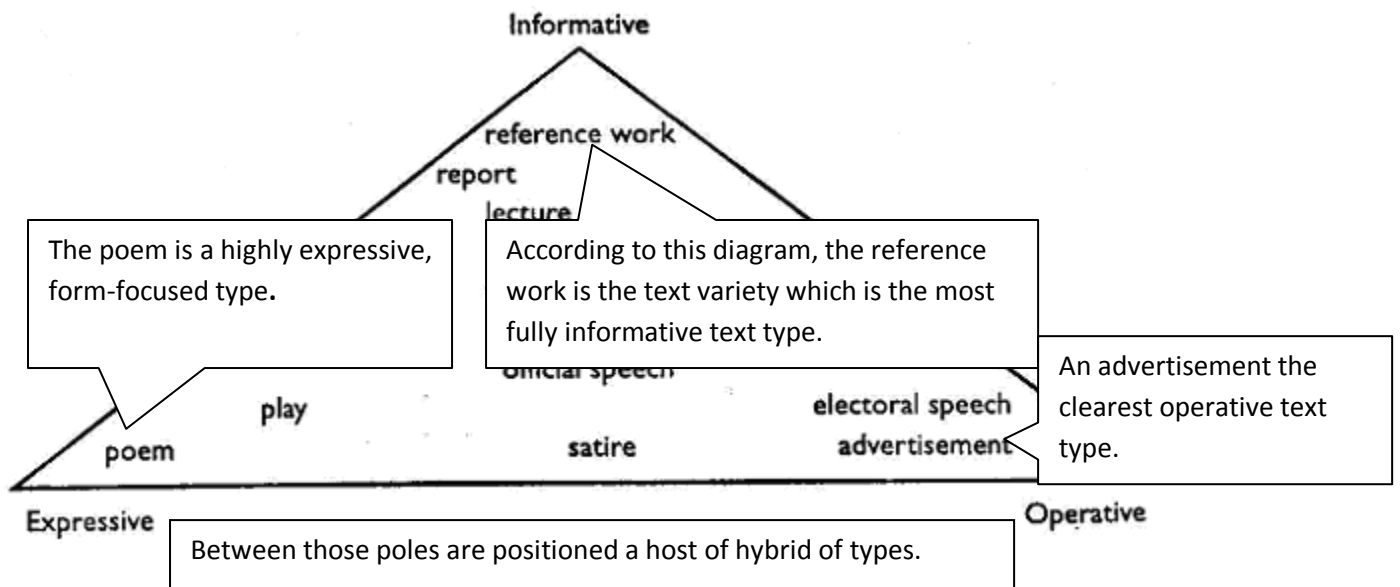 Informative
reference work
report
lecture
The poem is a highly expressive,
form-focused type.
According to this diagram, the reference
work is the text variety which is the most
fully informative text type.
official speech
An advertisement the
clearest operative text
type.
play
electoral speech
poem
satire
advertisement
Expressive
Operative
Between those poles are positioned a host of hybrid of types.